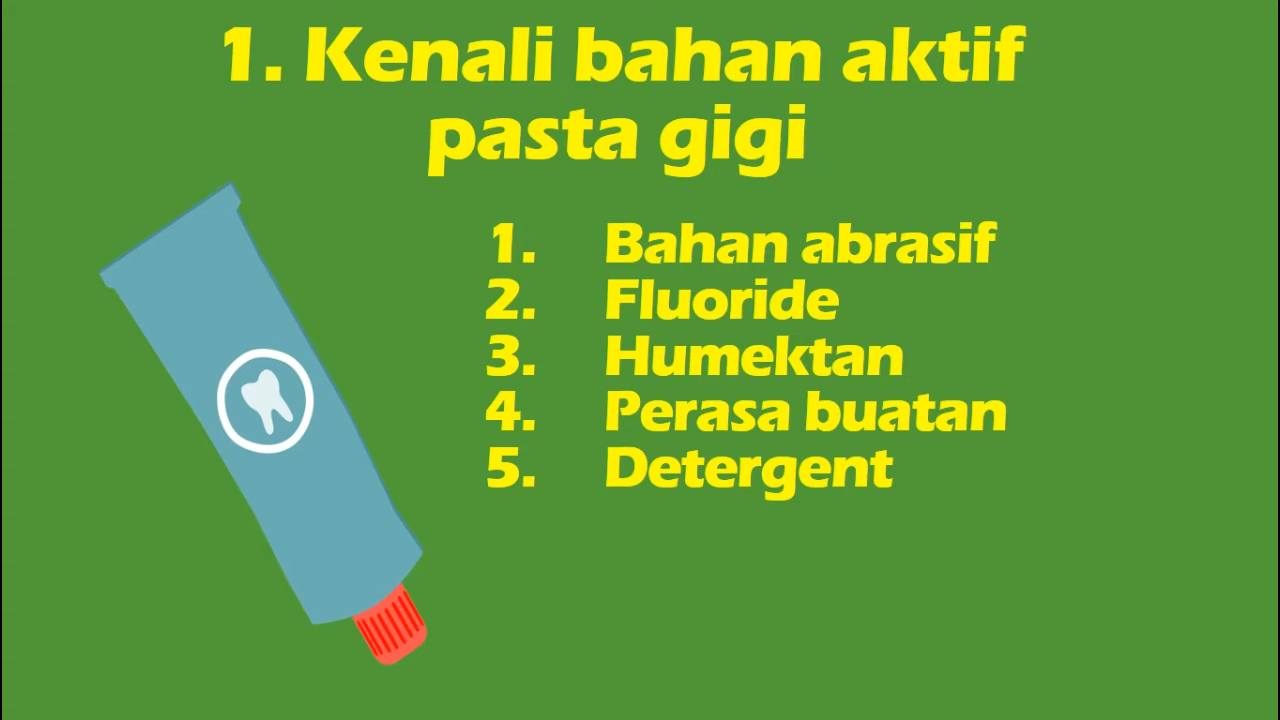 1. Kenali bahan aktif
pasta gigi
1. Bahan abrasif
2. Fluoride
3. Humektan
4. Perasa buatan
5. Detergent